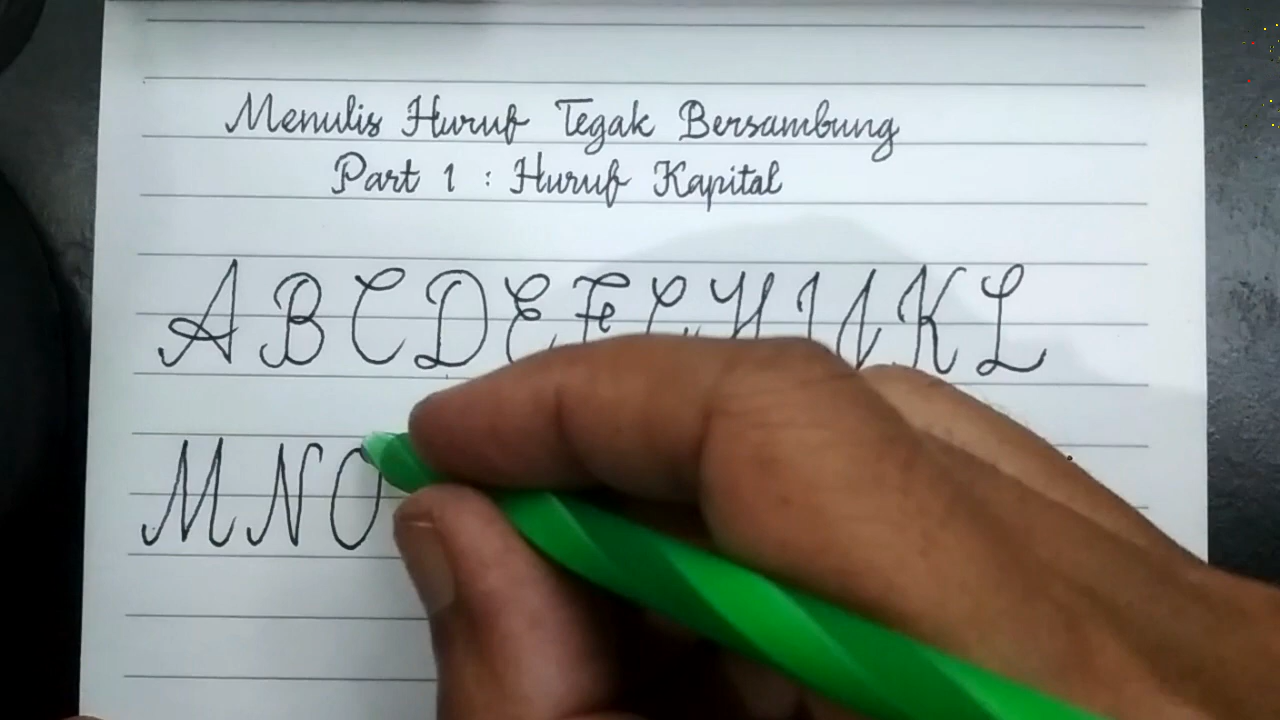 Menulis Huruf Tegak Bersambung
Part 1 : Huruf Kapital
A B C D E F G H I J K L
M N O